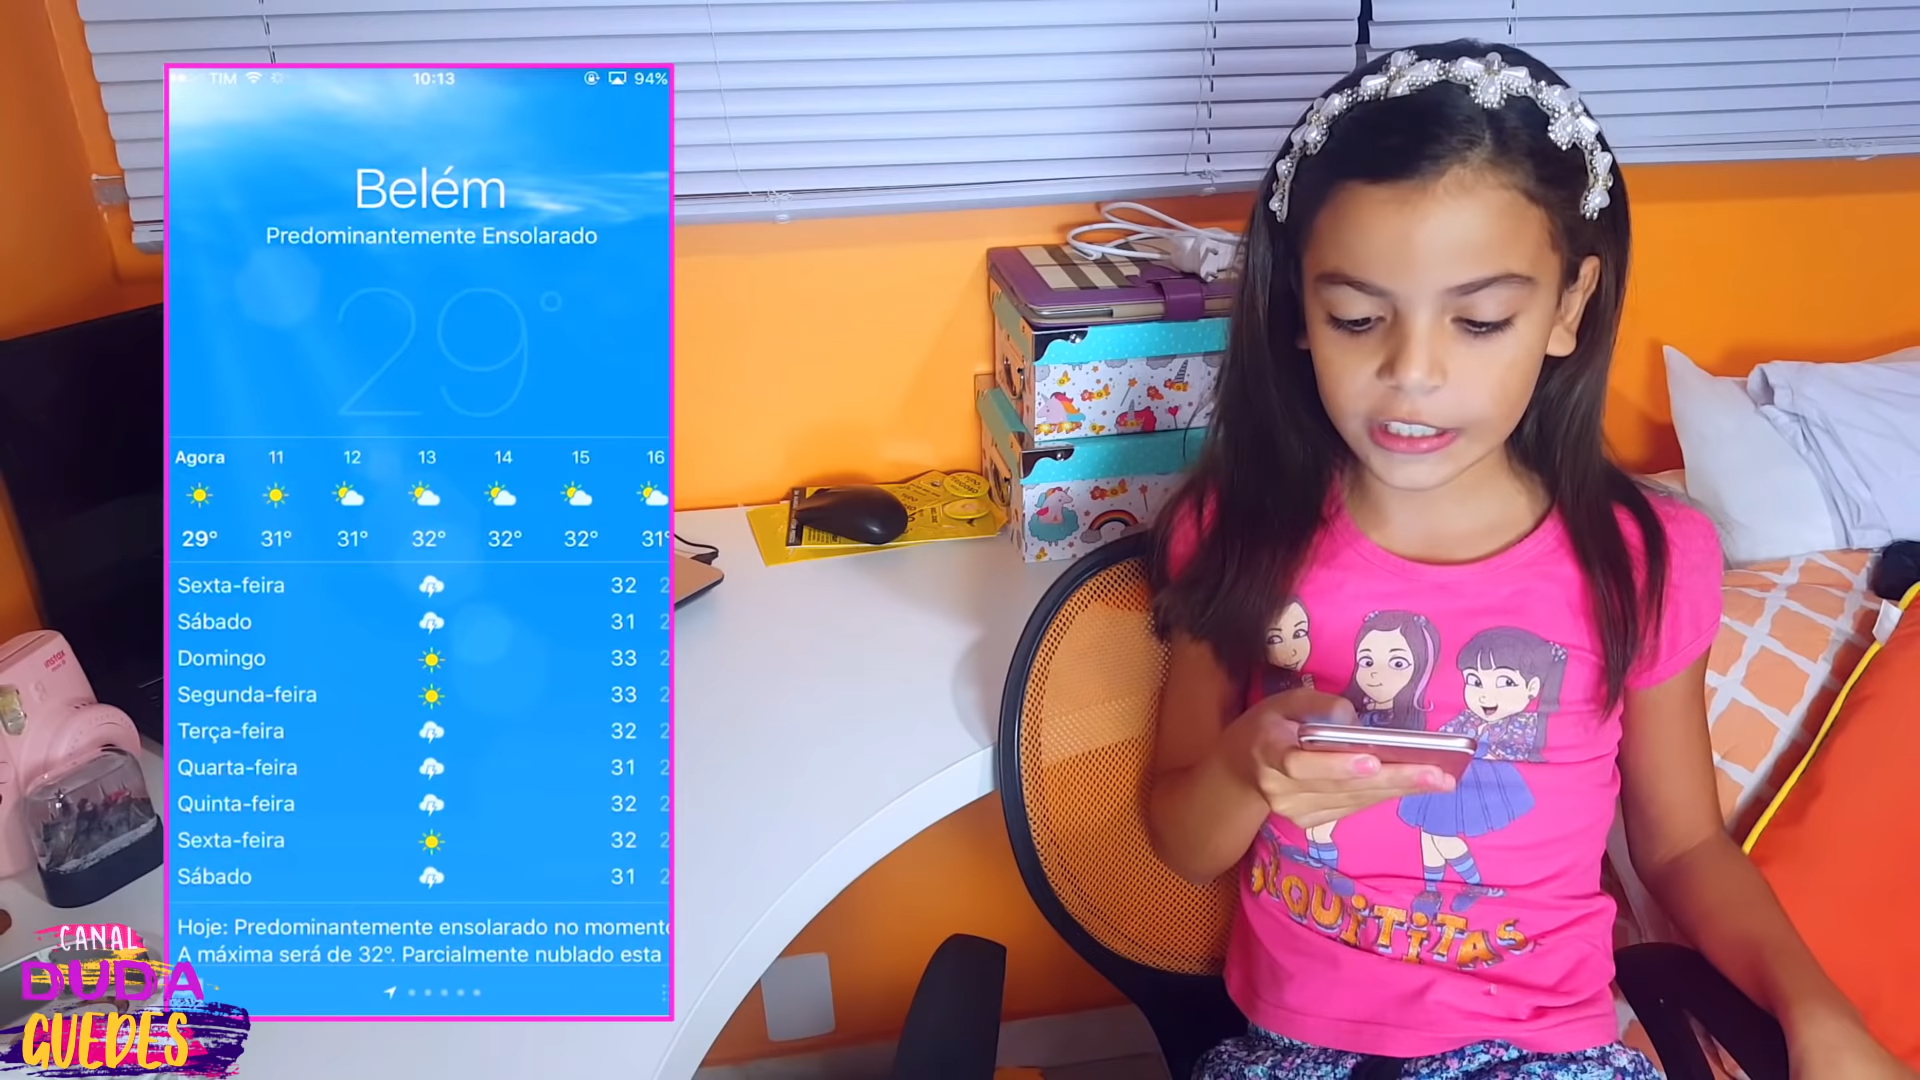 TIM 10:13 94%
Belém
Predominantemente Ensolarado
29°
Agora 11 12 13 14 15 16
29° 31° 31° 32° 32° 32° 31°
Sexta-feira 32
Sábado 31
Domingo 33
Segunda-feira 33
Terça-feira 32
Quarta-feira 31
Quinta-feira 32
Sexta-feira 32
Sábado 31
Hoje: Predominantemente ensolarado no momento
A máxima será de 32°. Parcialmente nublado esta
CANAL
DUDA
GUEDES
instax